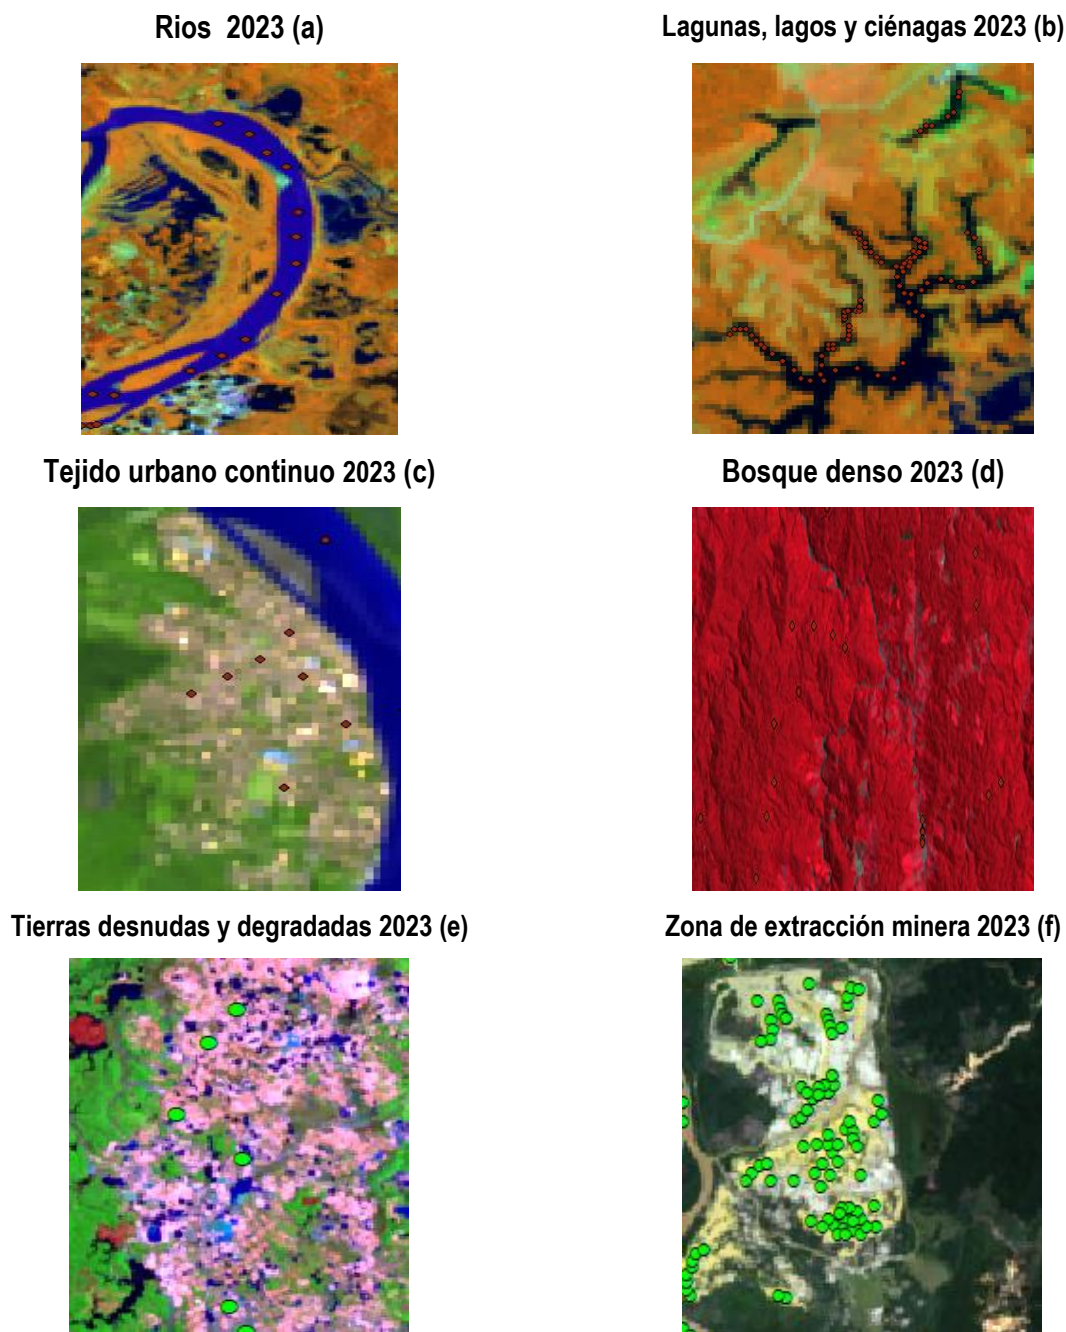 Rios 2023 (a)
Lagunas, lagos y ciénagas 2023 (b)
Tejido urbano continuo 2023 (c)
Bosque denso 2023 (d)
Tierras desnudas y degradadas 2023 (e)
Zona de extracción minera 2023 (f)